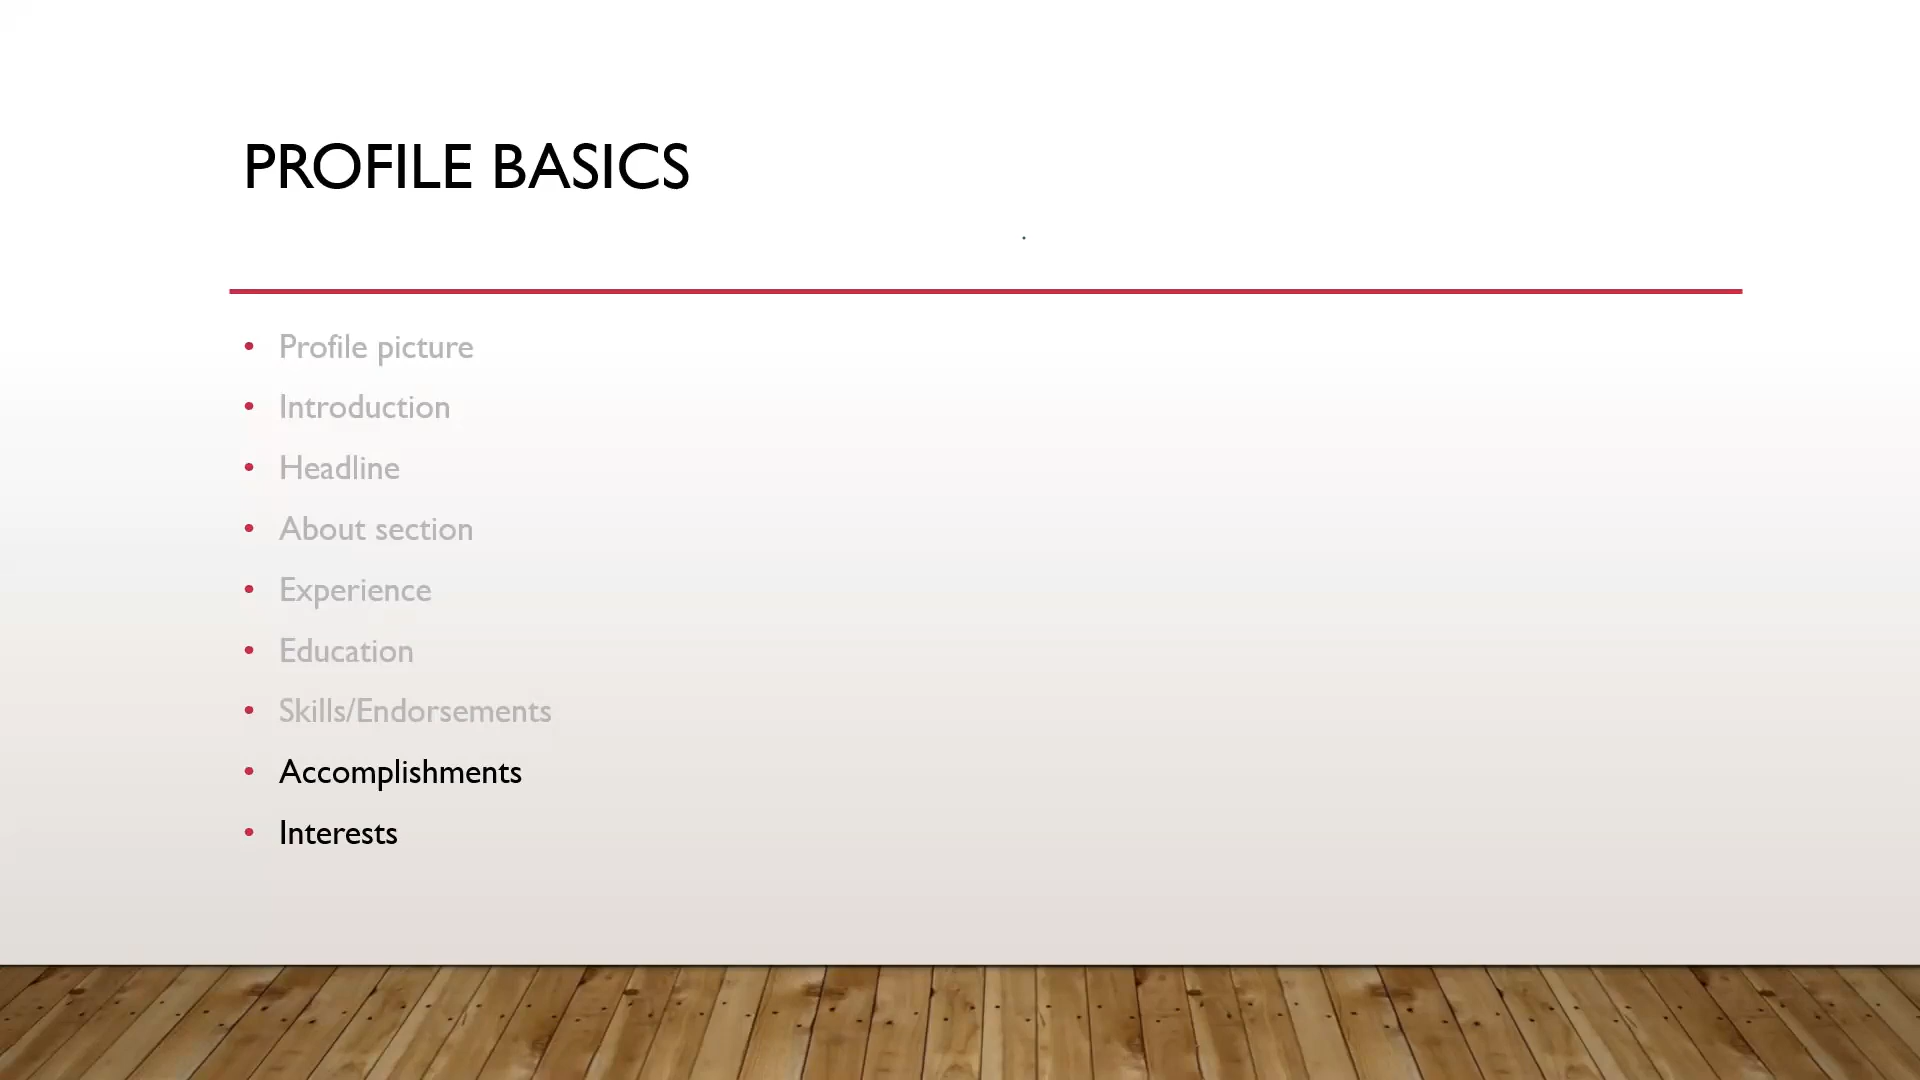 PROFILE BASICS
• Profile picture
• Introduction
• Headline
• About section
• Experience
• Education
• Skills/Endorsements
• Accomplishments
• Interests